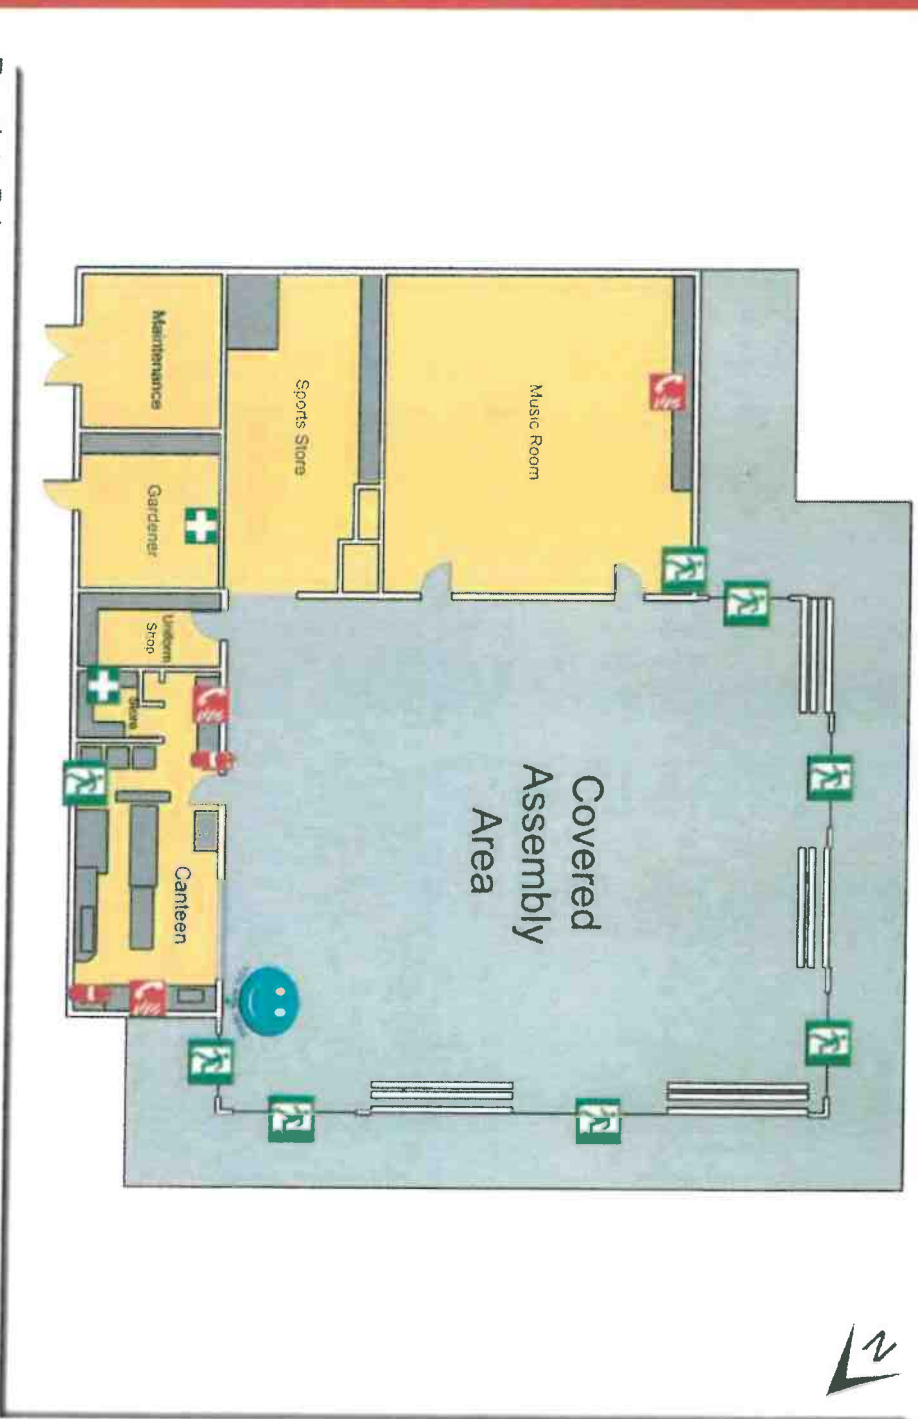 N
Music Room
Covered
Assembly
Area
Sports Store
Maintenance
Gardener
Uniform
Shop
Store
Canteen